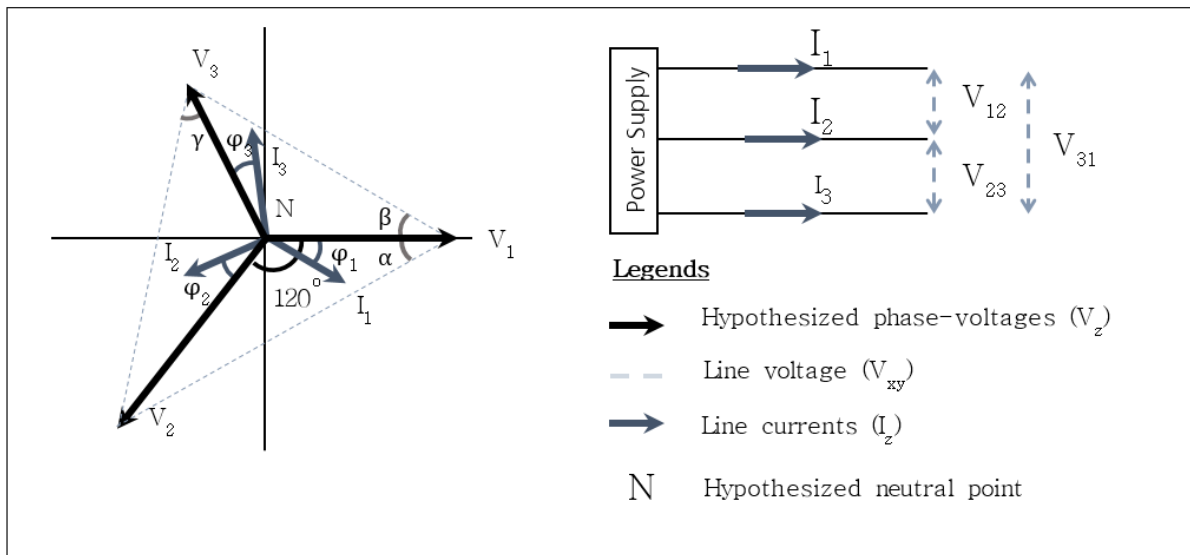 V3
γ
φ3
I3
N
β
V1
α
φ1
I2
φ2
120°
I1
V2
Power Supply
I1
I2
I3
V12
V23
V31
Legends
Hypothesized phase-voltages (Vz)
Line voltage (Vxy)
Line currents (Iz)
N Hypothesized neutral point